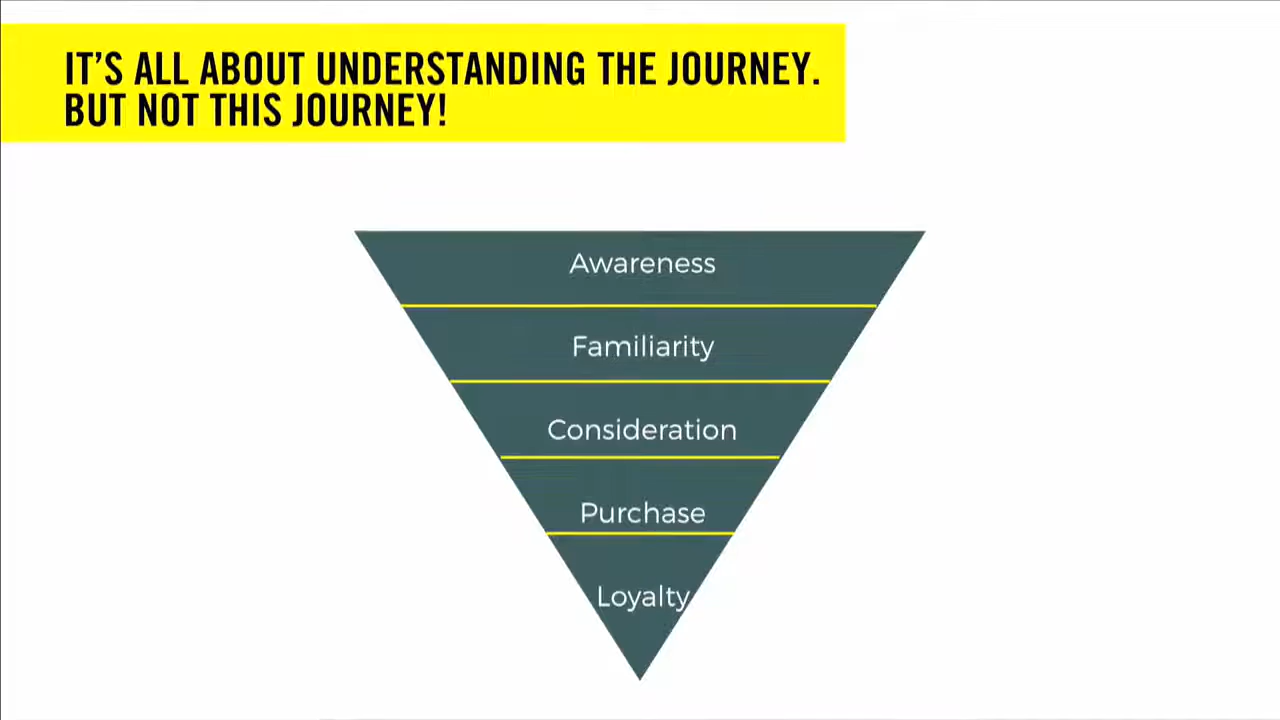 IT'S ALL ABOUT UNDERSTANDING THE JOURNEY.
BUT NOT THIS JOURNEY!
Awareness
Familiarity
Consideration
Purchase
Loyalty